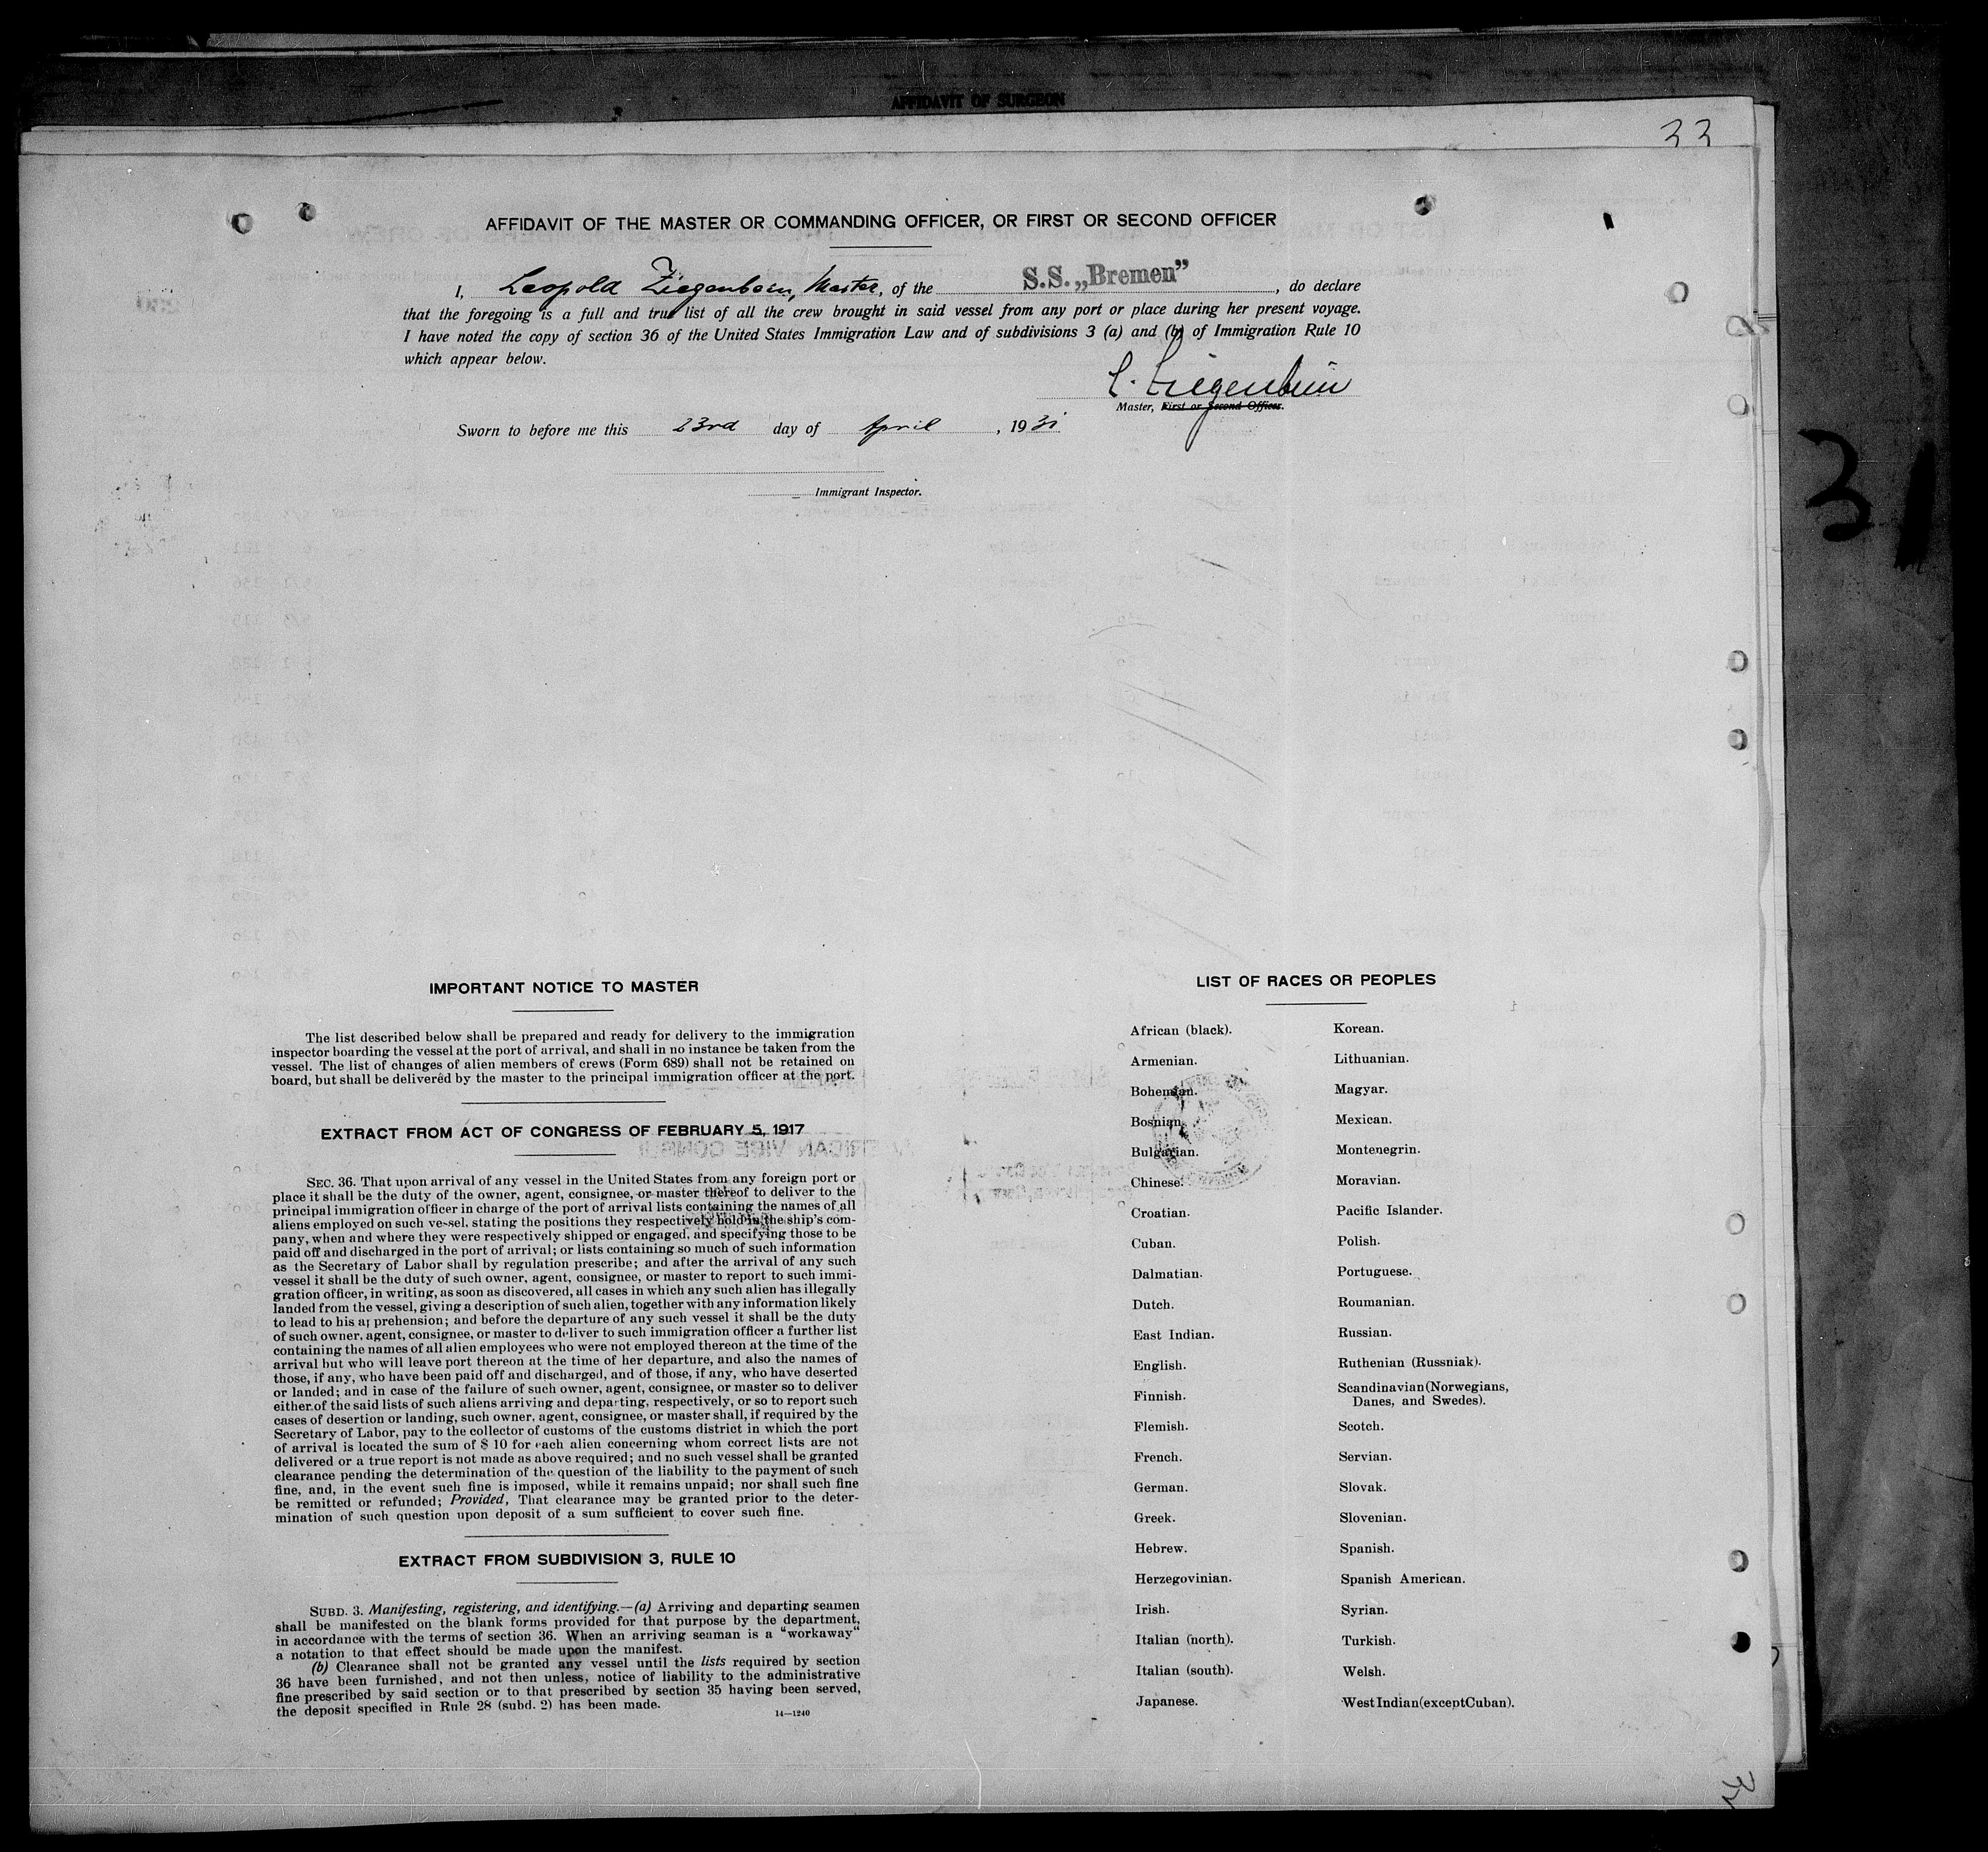 AFFIDAVIT OF SURGEON
33
AFFIDAVIT OF THE MASTER OR COMMANDING OFFICER, OR FIRST OR SECOND OFFICER
I, Leopold Ziegenbein, Master, of the S.S. „Bremen”, do declare
that the foregoing is a full and true list of all the crew brought in said vessel from any port or place during her present voyage.
I have noted the copy of section 36 of the United States Immigration Law and of subdivisions 3 (a) and (b) of Immigration Rule 10
which appear below.
L. Ziegenbein
Master, First or Second Officer.
Sworn to before me this 23rd day of April, 1931
Immigrant Inspector.
31
IMPORTANT NOTICE TO MASTER
The list described below shall be prepared and ready for delivery to the immigration
inspector boarding the vessel at the port of arrival, and shall in no instance be taken from the
vessel. The list of changes of alien members of crews (Form 689) shall not be retained on
board, but shall be delivered by the master to the principal immigration officer at the port.
EXTRACT FROM ACT OF CONGRESS OF FEBRUARY 5, 1917
SEC. 36. That upon arrival of any vessel in the United States from any foreign port or
place it shall be the duty of the owner, agent, consignee, or master thereof to deliver to the
principal immigration officer in charge of the port of arrival lists containing the names of all
aliens employed on such vessel, stating the positions they respectively hold in the ship's com-
pany, when and where they were respectively shipped or engaged, and specifying those to be
paid off and discharged in the port of arrival; or lists containing so much of such information
as the Secretary of Labor shall by regulation prescribe; and after the arrival of any such
vessel it shall be the duty of such owner, agent, consignee, or master to report to such immi-
gration officer, in writing, as soon as discovered, all cases in which any such alien has illegally
landed from the vessel, giving a description of such alien, together with any information likely
to lead to his apprehension; and before the departure of any such vessel it shall be the duty
of such owner, agent, consignee, or master to deliver to such immigration officer a further list
containing the names of all alien employees who were not employed thereon at the time of the
arrival but who will leave port thereon at the time of her departure, and also the names of
those, if any, who have been paid off and discharged, and of those, if any, who have deserted
or landed; and in case of the failure of such owner, agent, consignee, or master so to deliver
either of the said lists of such aliens arriving and departing, respectively, or so to report such
cases of desertion or landing, such owner, agent, consignee, or master shall, if required by the
Secretary of Labor, pay to the collector of customs of the customs district in which the port
of arrival is located the sum of $ 10 for each alien concerning whom correct lists are not
delivered or a true report is not made as above required; and no such vessel shall be granted
clearance pending the determination of the question of the liability to the payment of such
fine, and, in the event such fine is imposed, while it remains unpaid; nor shall such fine
be remitted or refunded; Provided, That clearance may be granted prior to the deter-
mination of such question upon deposit of a sum sufficient to cover such fine.
EXTRACT FROM SUBDIVISION 3, RULE 10
SUBD. 3. Manifesting, registering, and identifying.—(a) Arriving and departing seamen
shall be manifested on the blank forms provided for that purpose by the department,
in accordance with the terms of section 36. When an arriving seaman is a “workaway“
a notation to that effect should be made upon the manifest.
(b) Clearance shall not be granted any vessel until the lists required by section
36 have been furnished, and not then unless, notice of liability to the administrative
fine prescribed by said section or to that prescribed by section 35 having been served,
the deposit specified in Rule 28 (subd. 2) has been made.
14—1240
LIST OF RACES OR PEOPLES
African (black).
Armenian.
Bohemian.
Bosnian.
Bulgarian.
Chinese.
Croatian.
Cuban.
Dalmatian.
Dutch.
East Indian.
English.
Finnish.
Flemish.
French.
German.
Greek.
Hebrew.
Herzegovinian.
Irish.
Italian (north).
Italian (south).
Japanese.
Korean.
Lithuanian.
Magyar.
Mexican.
Montenegrin.
Moravian.
Pacific Islander.
Polish.
Portuguese.
Roumanian.
Russian.
Ruthenian (Russniak).
Scandinavian (Norwegians,
Danes, and Swedes).
Scotch.
Servian.
Slovak.
Slovenian.
Spanish.
Spanish American.
Syrian.
Turkish.
Welsh.
West Indian (except Cuban).